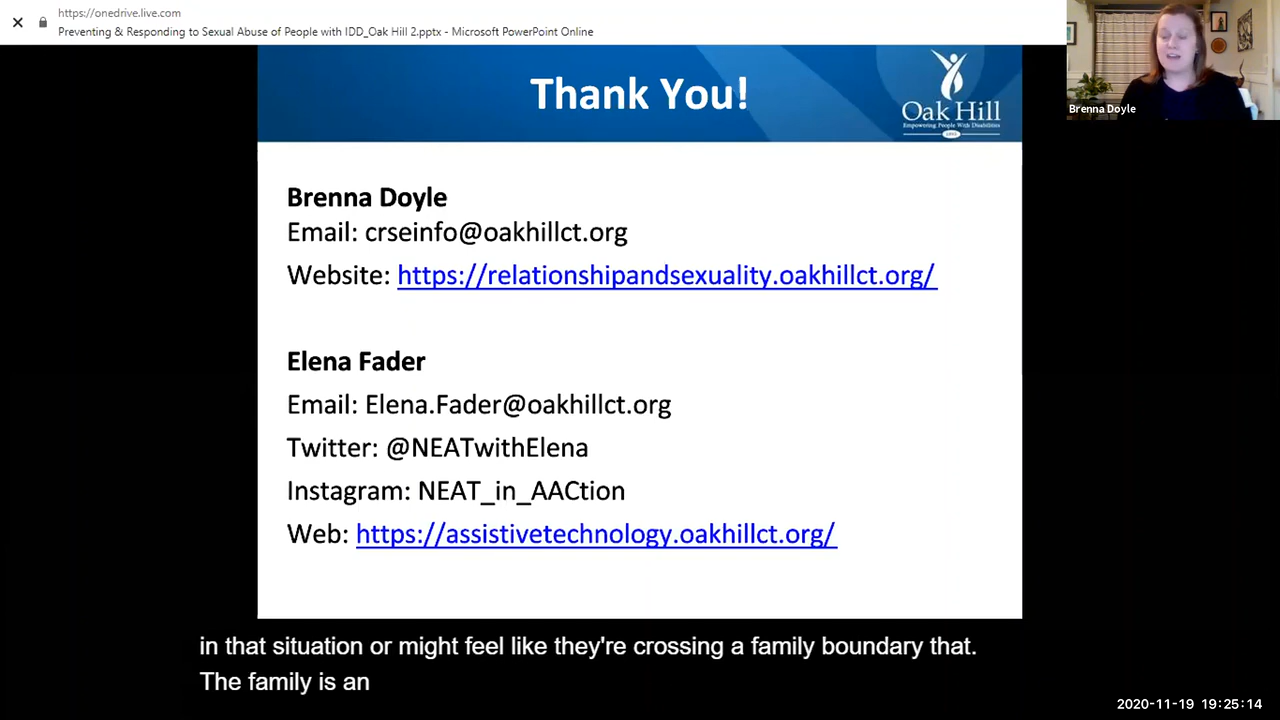 https://onedrive.live.com
Preventing & Responding to Sexual Abuse of People with IDD_Oak Hill 2.pptx - Microsoft PowerPoint Online
Brenna Doyle
Thank You!
Oak Hill
Empowering People With Disabilities
Brenna Doyle
Email: crseinfo@oakhillct.org
Website: https://relationshipandsexuality.oakhillct.org/
Elena Fader
Email: Elena.Fader@oakhillct.org
Twitter: @NEATwithElena
Instagram: NEAT_in_AACtion
Web: https://assistivetechnology.oakhillct.org/
in that situation or might feel like they're crossing a family boundary that.
The family is an
2020-11-19 19:25:14